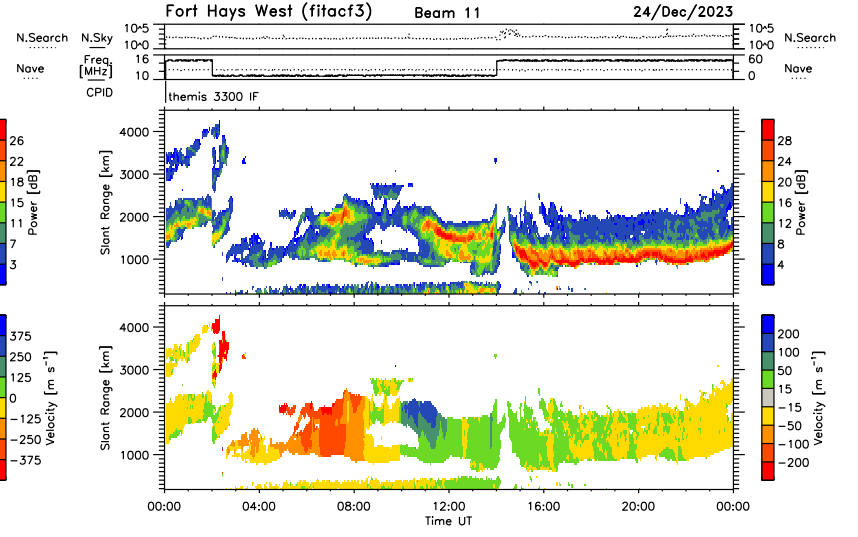 Fort Hays West (fitacf3) Beam 11 24/Dec/2023
N.Search N.Sky 10^5 10^0 10^5 10^0 N.Search
Nave Freq. [MHz] 16 10 60 0 Nave
CPID themis 3300 IF
Slant Range [km] 4000 3000 2000 1000
26 22 18 15 11 7 3 Power [dB]
28 24 20 16 12 8 4 Power [dB]
Slant Range [km] 4000 3000 2000 1000
375 250 125 0 −125 −250 −375 Velocity [m s⁻¹]
200 100 50 15 −15 −50 −100 −200 Velocity [m s⁻¹]
00:00 04:00 08:00 12:00 16:00 20:00 00:00
Time UT